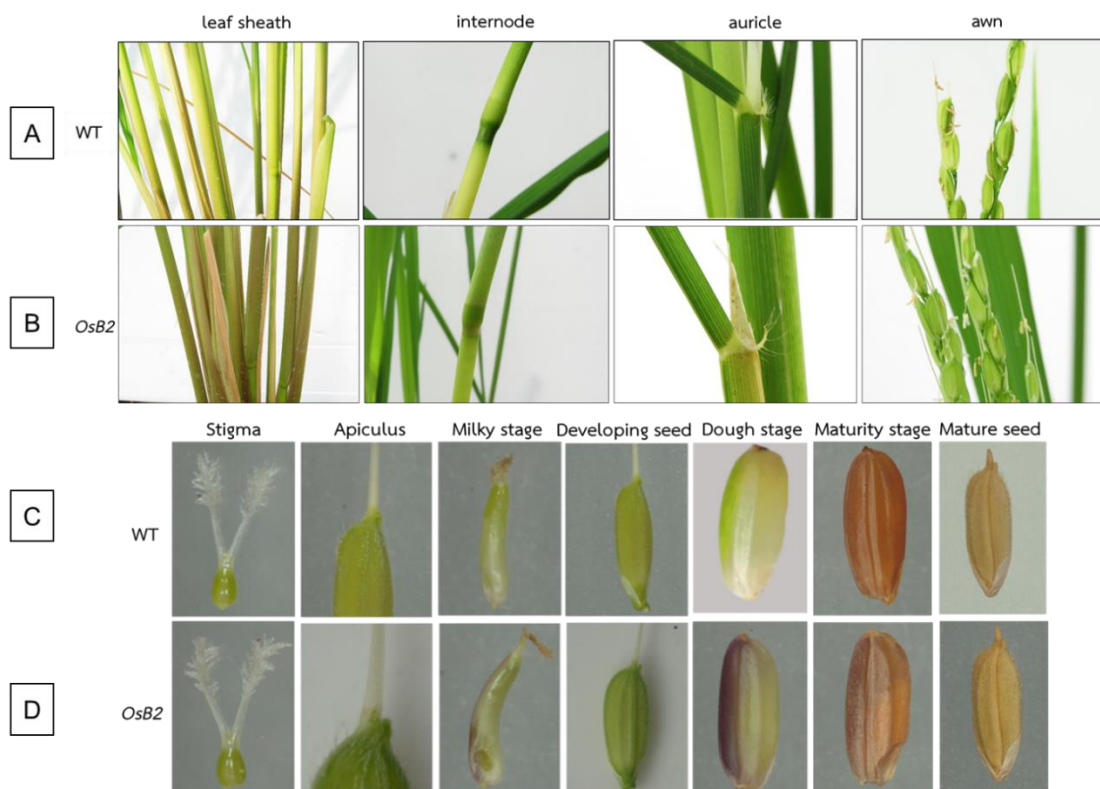 leaf sheath internode auricle awn
A WT
B OsB2
Stigma Apiculus Milky stage Developing seed Dough stage Maturity stage Mature seed
C WT
D OsB2